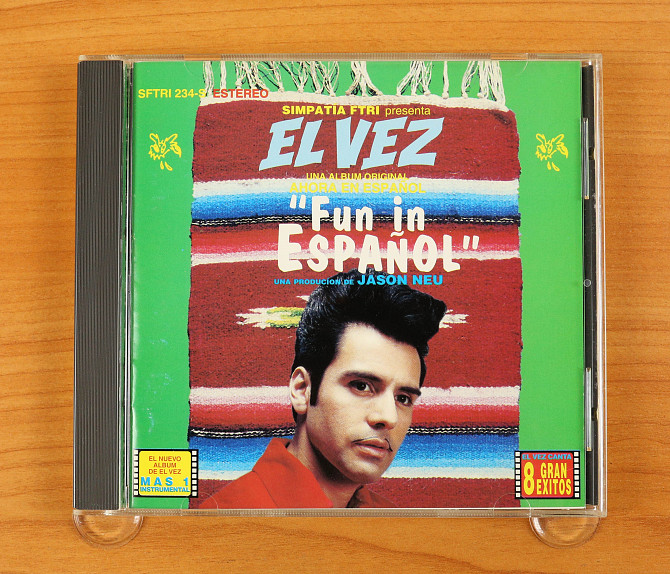 SFTRI 234-S ESTEREO
SIMPATIA FTRI presenta
EL VEZ
UNA ALBUM ORIGINAL
AHORA EN ESPAÑOL
"Fun in
ESPAÑOL"
UNA PRODUCION DE JASON NEU
EL NUEVO
ALBUM
DE EL VEZ
MAS 1
INSTRUMENTAL
EL VEZ CANTA
8 GRAN
EXITOS